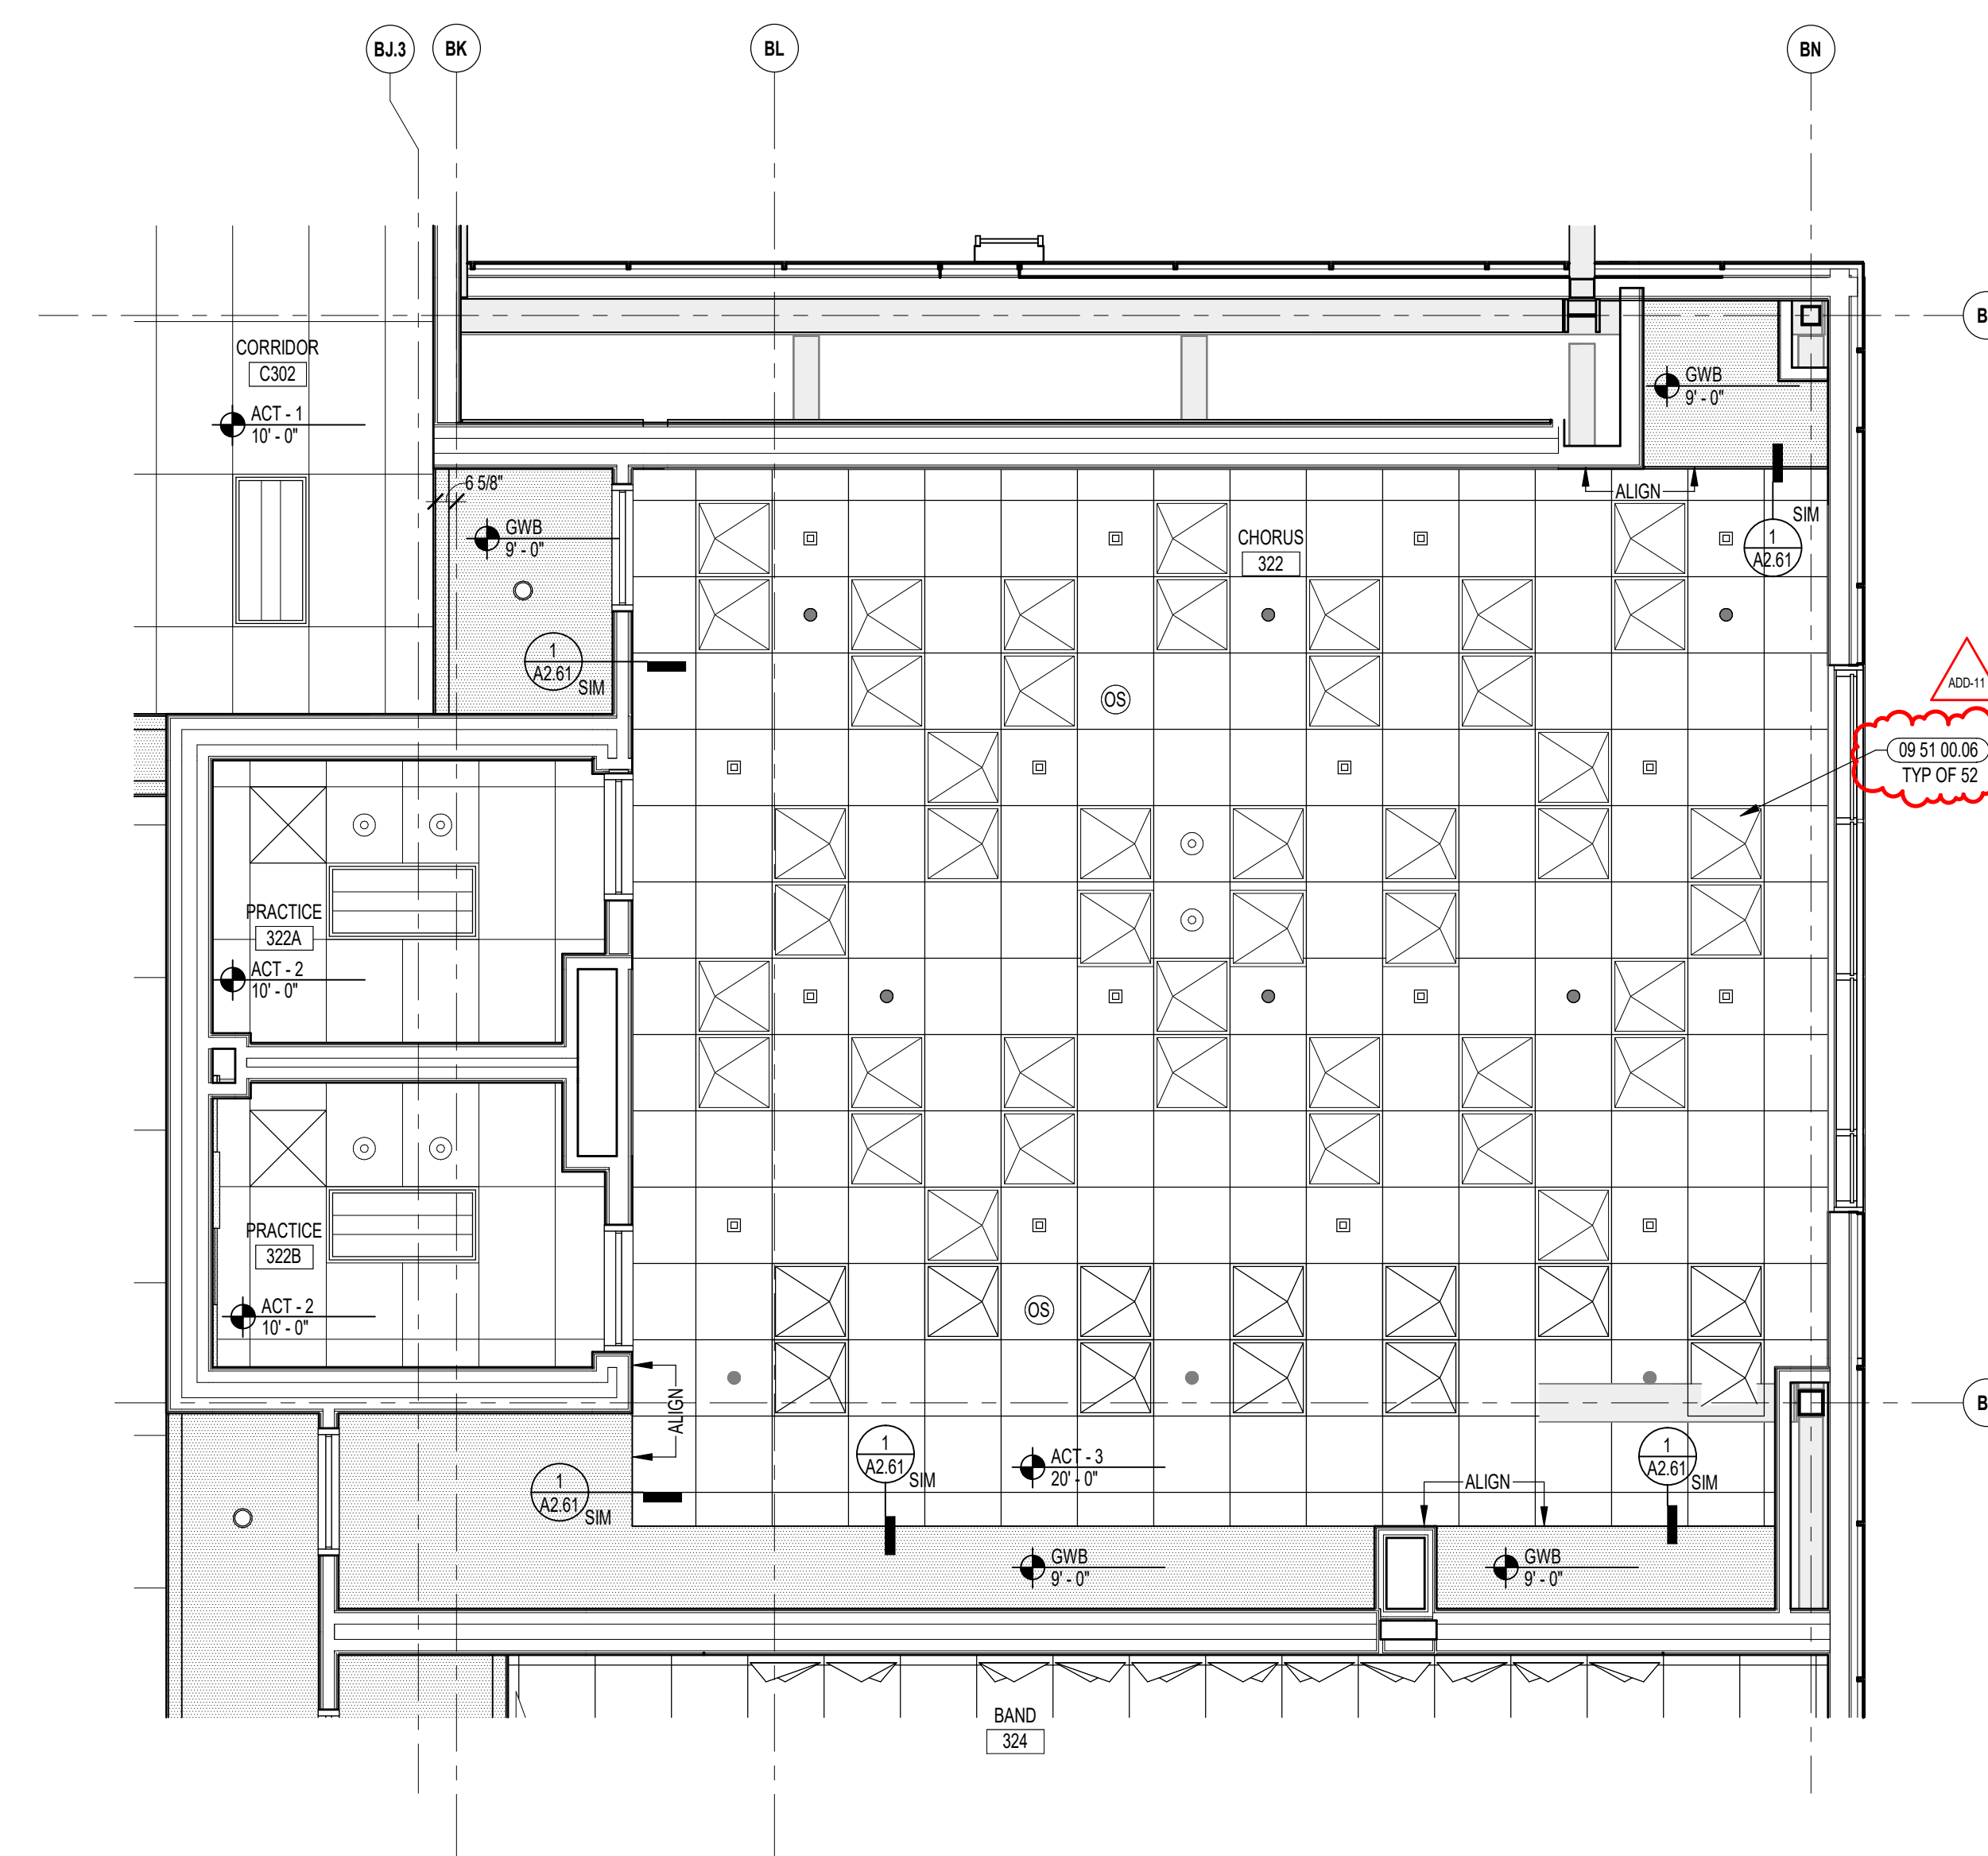 BJ.3
BK
BL
BN
B
CORRIDOR
C302
ACT - 1
10' - 0"
GWB
9' - 0"
6 5/8"
GWB
9' - 0"
ALIGN
SIM
1
A2.61
CHORUS
322
1
A2.61
SIM
OS
ADD-11
09 51 00.06
TYP OF 52
PRACTICE
322A
ACT - 2
10' - 0"
PRACTICE
322B
ACT - 2
10' - 0"
OS
ALIGN
B
1
A2.61
SIM
ACT - 3
20' - 0"
1
A2.61
SIM
ALIGN
1
A2.61
SIM
GWB
9' - 0"
GWB
9' - 0"
BAND
324